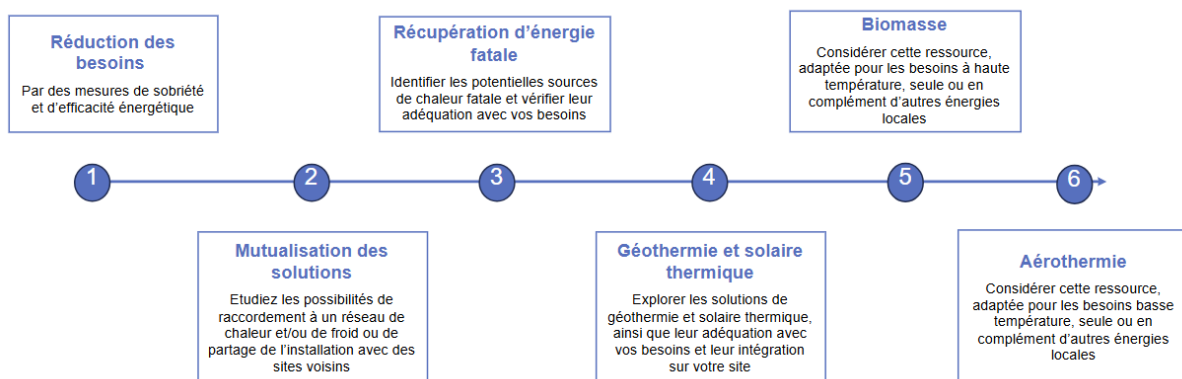 1
Réduction des
besoins
Par des mesures de sobriété
et d'efficacité énergétique
2
Mutualisation des
solutions
Etudiez les possibilités de
raccordement à un réseau de
chaleur et/ou de froid ou de
partage de l'installation avec des
sites voisins
3
Récupération d'énergie
fatale
Identifier les potentielles sources
de chaleur fatale et vérifier leur
adéquation avec vos besoins
4
Géothermie et solaire
thermique
Explorer les solutions de
géothermie et solaire thermique,
ainsi que leur adéquation avec
vos besoins et leur intégration
sur votre site
5
Biomasse
Considérer cette ressource,
adaptée pour les besoins à haute
température, seule ou en
complément d'autres énergies
locales
6
Aérothermie
Considérer cette ressource,
adaptée pour les besoins basse
température, seule ou en
complément d'autres énergies
locales